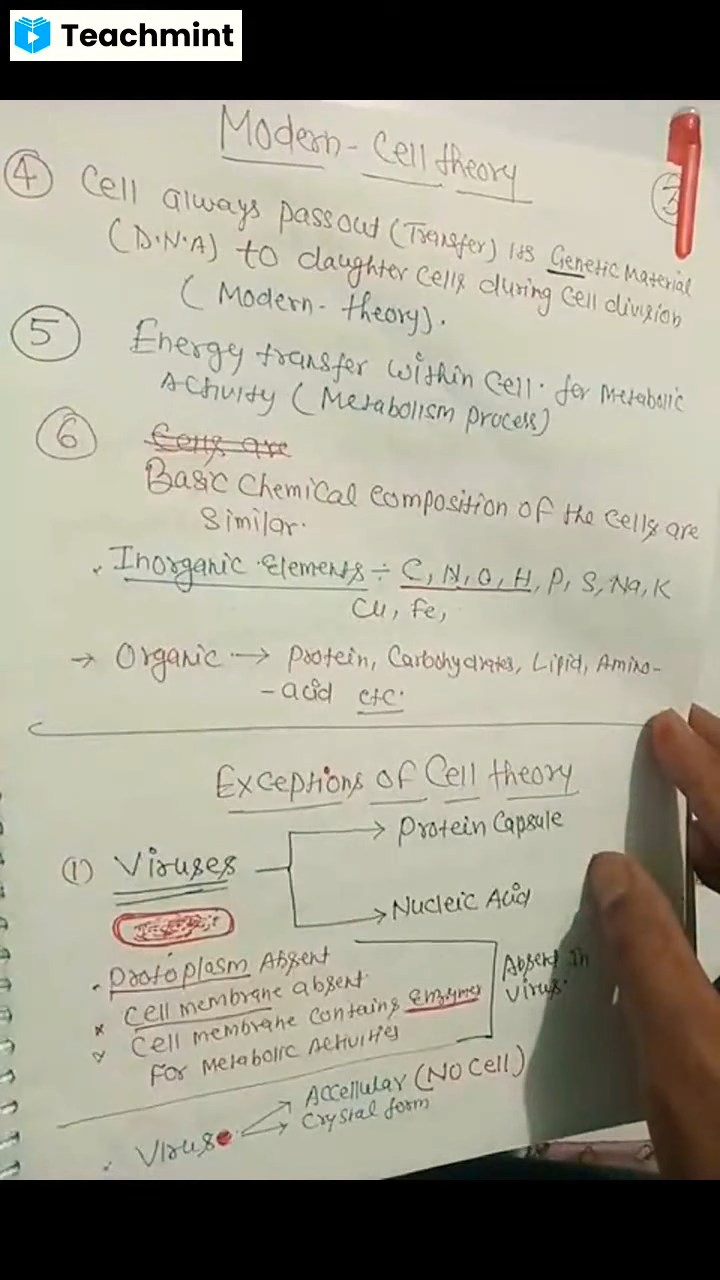 Teachmint
Modern - Cell theory
3
④ Cell always pass out (Transfer) its Genetic Material
(D.N.A) to daughter cells during cell division
(Modern - theory).
⑤ Energy transfer within cell. for Metabolic
Activity (Metabolism process)
⑥ Cells are
Basic Chemical composition of the cells are
Similar.
Inorganic Elements ÷ C, N, O, H, P, S, Na, K
Cu, Fe,
→ Organic → Protein, Carbohydrates, Lipid, Amino-
- acid etc.
Exceptions of Cell theory
① Viruses → Protein Capsule
→ Nucleic Acid
• Protoplasm Absent
× Cell membrane absent.
Cell membrane contains Enzymes
For Metabolic Activities
Absent in
virus.
Virus → Accellular (NO Cell)
→ Crystal form